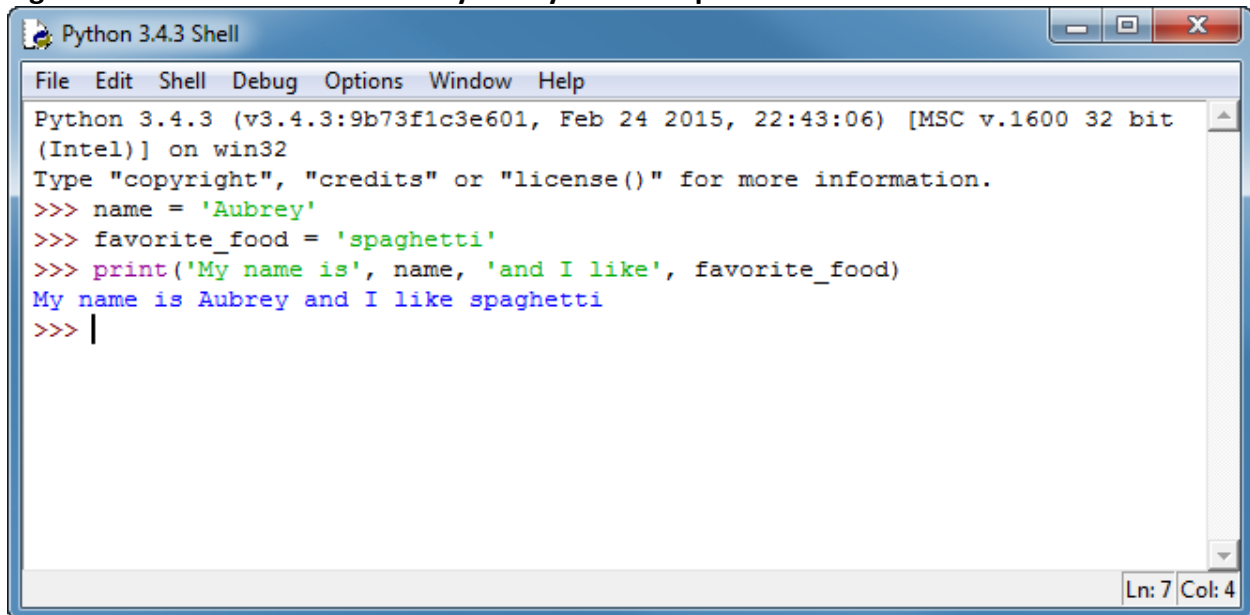 Python 3.4.3 Shell
File Edit Shell Debug Options Window Help
Python 3.4.3 (v3.4.3:9b73f1c3e601, Feb 24 2015, 22:43:06) [MSC v.1600 32 bit
(Intel)] on win32
Type "copyright", "credits" or "license()" for more information.
>>> name = 'Aubrey'
>>> favorite_food = 'spaghetti'
>>> print('My name is', name, 'and I like', favorite_food)
My name is Aubrey and I like spaghetti
>>>
Ln: 7 Col: 4